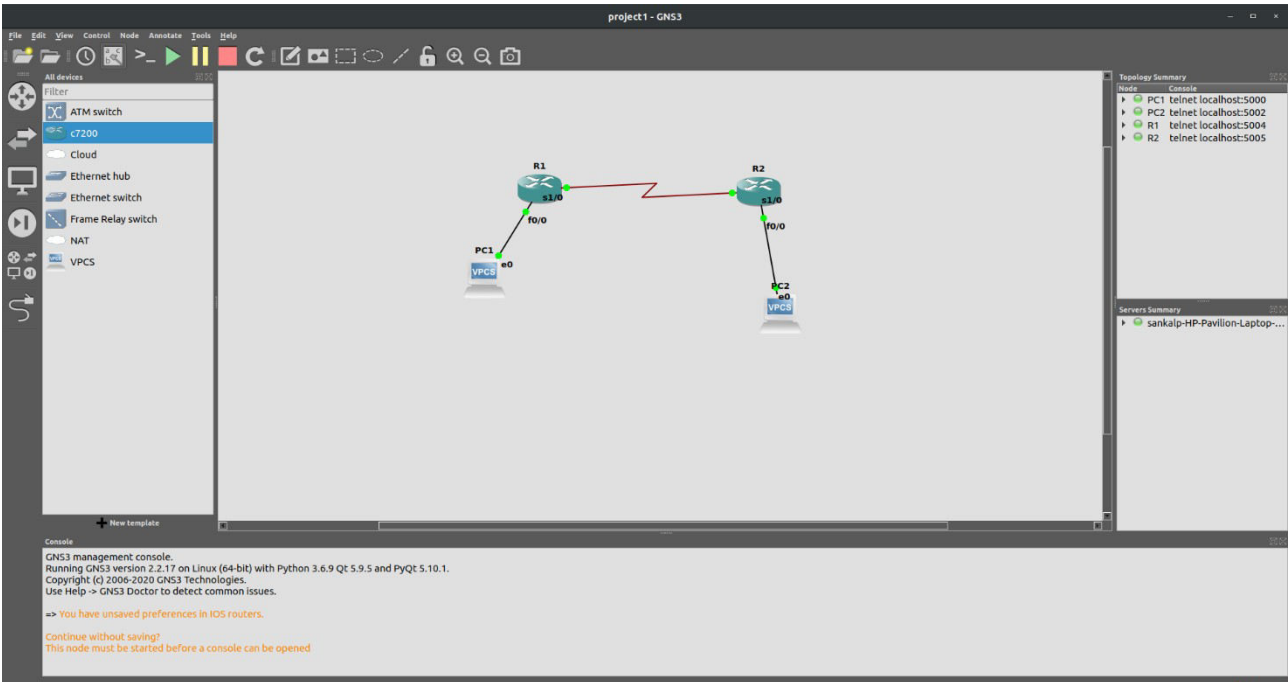 project1 - GNS3
File Edit View Control Node Annotate Tools Help
All devices
Filter
ATM switch
c7200
Cloud
Ethernet hub
Ethernet switch
Frame Relay switch
NAT
VPCS
New template
R1
s1/0
f0/0
R2
s1/0
f0/0
PC1
e0
VPCS
PC2
e0
VPCS
Topology Summary
Node Console
PC1 telnet localhost:5000
PC2 telnet localhost:5002
R1 telnet localhost:5004
R2 telnet localhost:5005
Servers Summary
sankalp-HP-Pavilion-Laptop-...
Console
GNS3 management console.
Running GNS3 version 2.2.17 on Linux (64-bit) with Python 3.6.9 Qt 5.9.5 and PyQt 5.10.1.
Copyright (c) 2006-2020 GNS3 Technologies.
Use Help -> GNS3 Doctor to detect common issues.
=> You have unsaved preferences in IOS routers.
Continue without saving?
This node must be started before a console can be opened